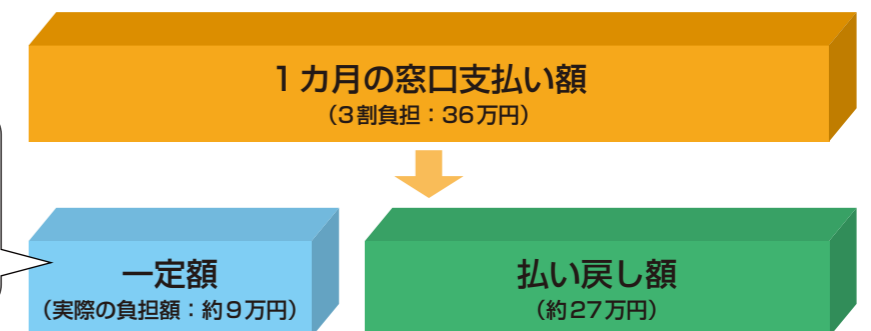 1カ月の窓口支払い額
（3割負担：36万円）
一定額
（実際の負担額：約9万円）
払い戻し額
（約27万円）